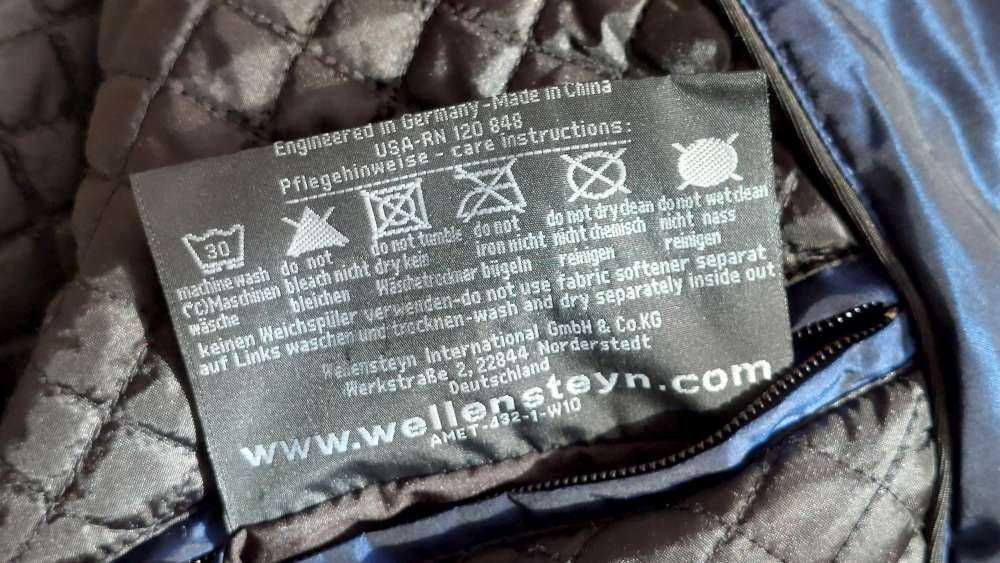 Engineered in Germany-Made in China
USA-RN 120 848
Pflegehinweise - care instructions:
30
machine wash
(°C)Maschinen
wäsche
do not
bleach nicht
bleichen
do not tumble
dry kein
Wäschetrockner
do not
iron nicht
bügeln
do not dry clean
nicht chemisch
reinigen
do not wet clean
nicht nass
reinigen
keinen Weichspüler verwenden-do not use fabric softener separat
auf Links waschen und trocknen-wash and dry separately inside out
Wellensteyn International GmbH & Co.KG
Werkstraße 2, 22844 Norderstedt
Deutschland
www.wellensteyn.com
AMET-432-1-W10